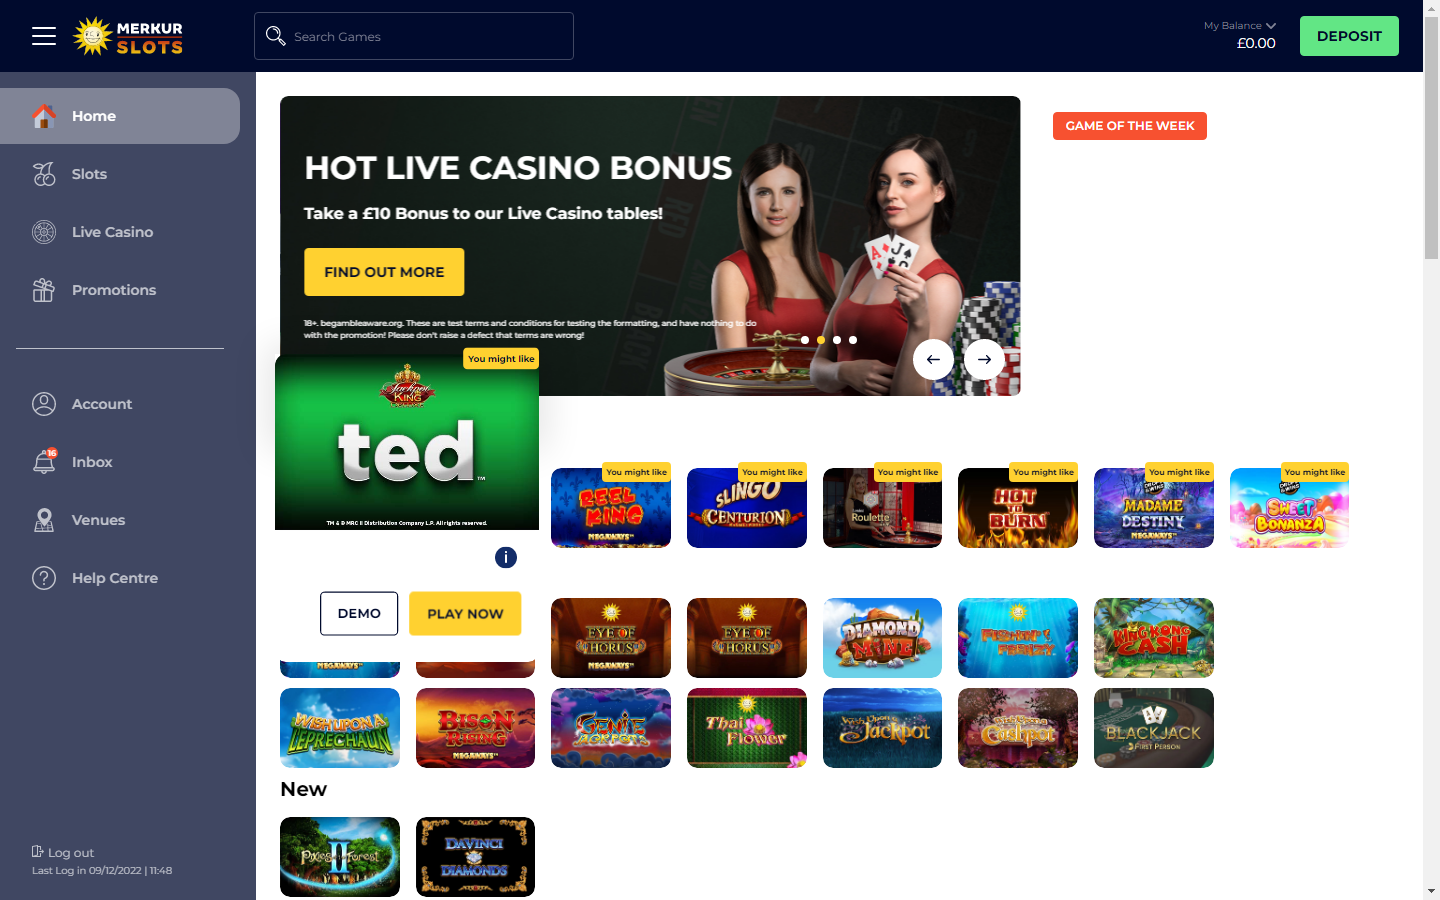 MERKUR
SLOTS
Search Games
My Balance
£0.00
DEPOSIT
Home
Slots
Live Casino
Promotions
Account
16
Inbox
Venues
Help Centre
Log out
Last Log in 09/12/2022 | 11:48
HOT LIVE CASINO BONUS
Take a £10 Bonus to our Live Casino tables!
FIND OUT MORE
18+. begambleaware.org. These are test terms and conditions for testing the formatting, and have nothing to do
with the promotion! Please don't raise a defect that terms are wrong!
GAME OF THE WEEK
You might like
Jackpot
KING
ted™
TM & © MRC II Distribution Company L.P. All rights reserved.
i
DEMO
PLAY NOW
You might like
REEL
KING
MEGAWAYS™
You might like
SLINGO
CENTURION
You might like
Roulette
You might like
HOT
TO
BURN
You might like
MADAME
DESTINY
MEGAWAYS™
You might like
SWEET
BONANZA
EYE OF
HORUS
MEGAWAYS™
EYE OF
HORUS
DIAMOND
MINE
FISHIN'
FRENZY
KING KONG
CASH
MEGAWAYS
WISH UPON A
LEPRECHAUN
BISON
RISING
MEGAWAYS™
GENIE
JACKPOTS
Thai
Flower
Wish Upon a
Jackpot
Cashpot
BLACKJACK
FIRST PERSON
New
Pixies of the Forest
II
DAVINCI
DIAMONDS